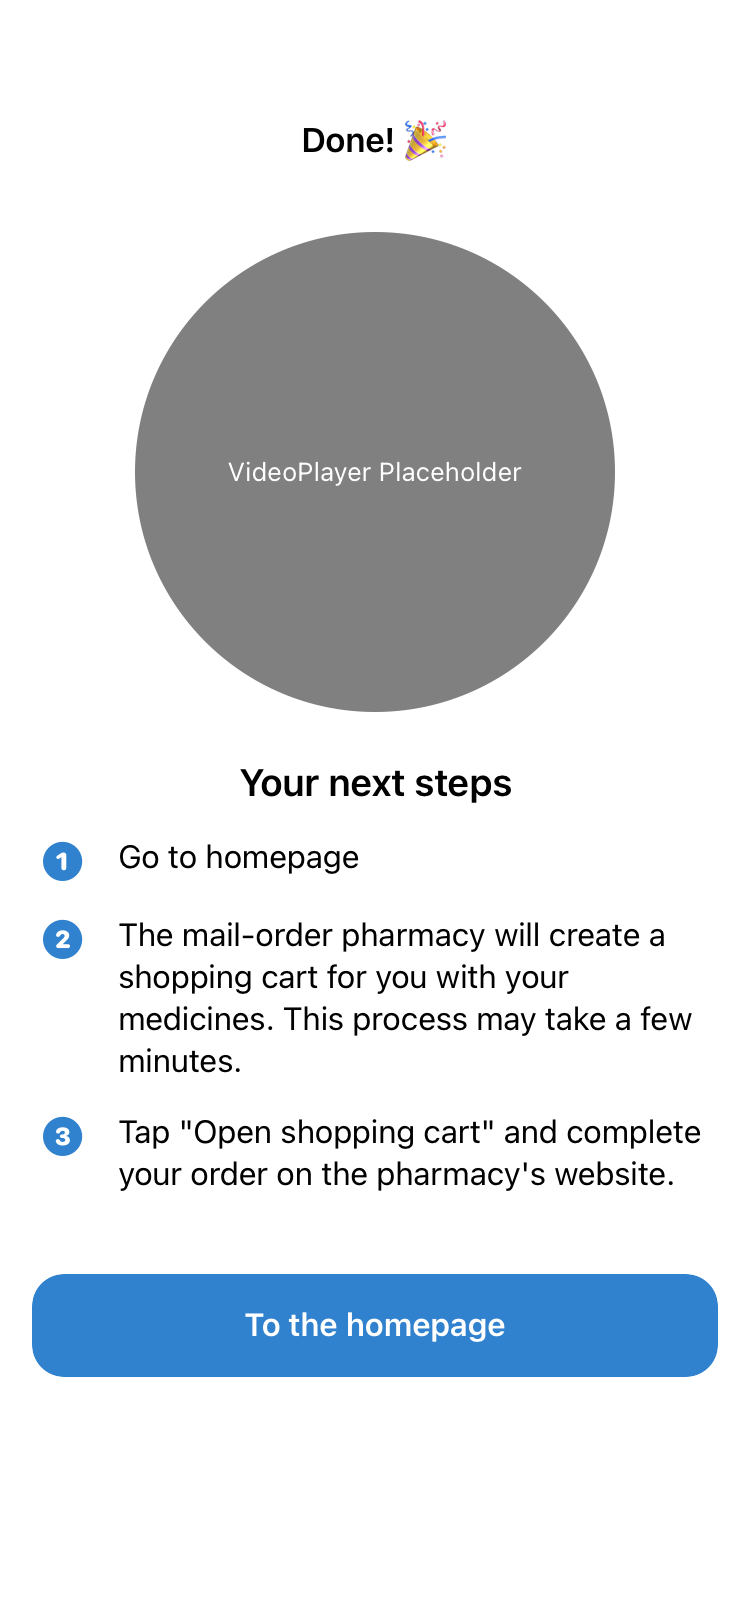 Done! 🎉
VideoPlayer Placeholder
Your next steps
1 Go to homepage
2 The mail-order pharmacy will create a
shopping cart for you with your
medicines. This process may take a few
minutes.
3 Tap "Open shopping cart" and complete
your order on the pharmacy's website.
To the homepage